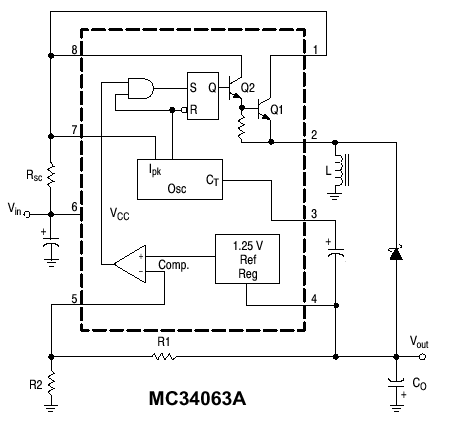 8
1
S
Q
Q2
R
Q1
7
2
Rsc
Ipk
L
Osc
CT
Vin
6
VCC
3
+
+
1.25 V
Ref
Reg
+
Comp.
−
5
4
R1
Vout
R2
CO
+
MC34063A